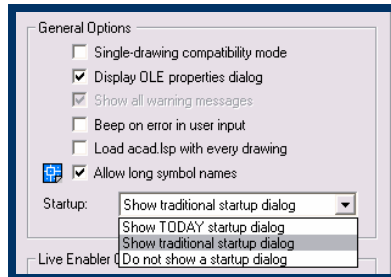 General Options
Single-drawing compatibility mode
Display OLE properties dialog
Show all warning messages
Beep on error in user input
Load acad.lsp with every drawing
Allow long symbol names
Startup: Show traditional startup dialog
Show TODAY startup dialog
Show traditional startup dialog
Live Enabler Do not show a startup dialog